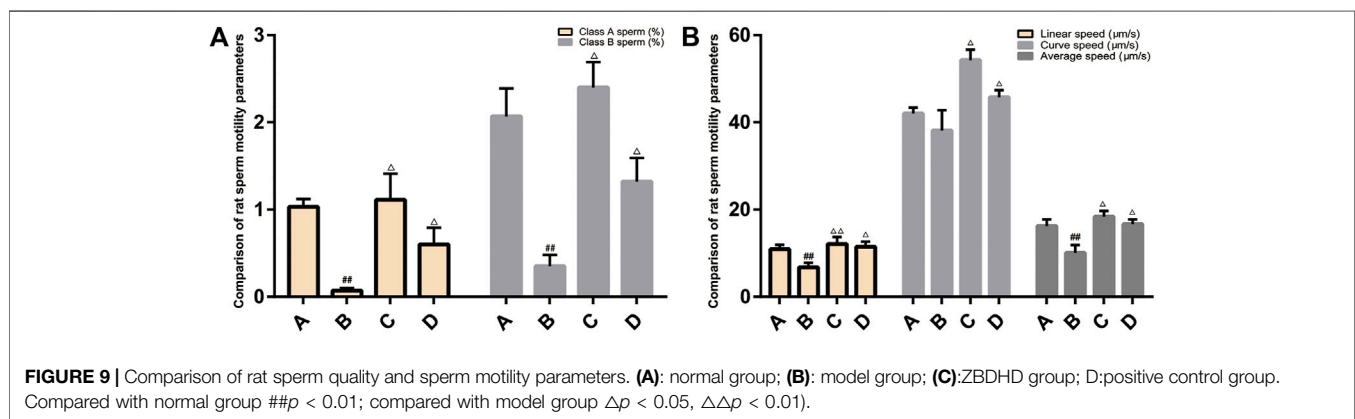 A
Comparison of rat sperm motility parameters
3
2
1
0
Class A sperm (%)
Class B sperm (%)
##
△
△
##
△
△
A B C D A B C D
B
Comparison of rat sperm motility parameters
60
40
20
0
Linear speed (μm/s)
Curve speed (μm/s)
Average speed (μm/s)
##
△△
△
△
△
##
△
△
A B C D A B C D A B C D
FIGURE 9 | Comparison of rat sperm quality and sperm motility parameters. (A): normal group; (B): model group; (C):ZBDHD group; D:positive control group.
Compared with normal group ##p < 0.01; compared with model group △p < 0.05, △△p < 0.01).